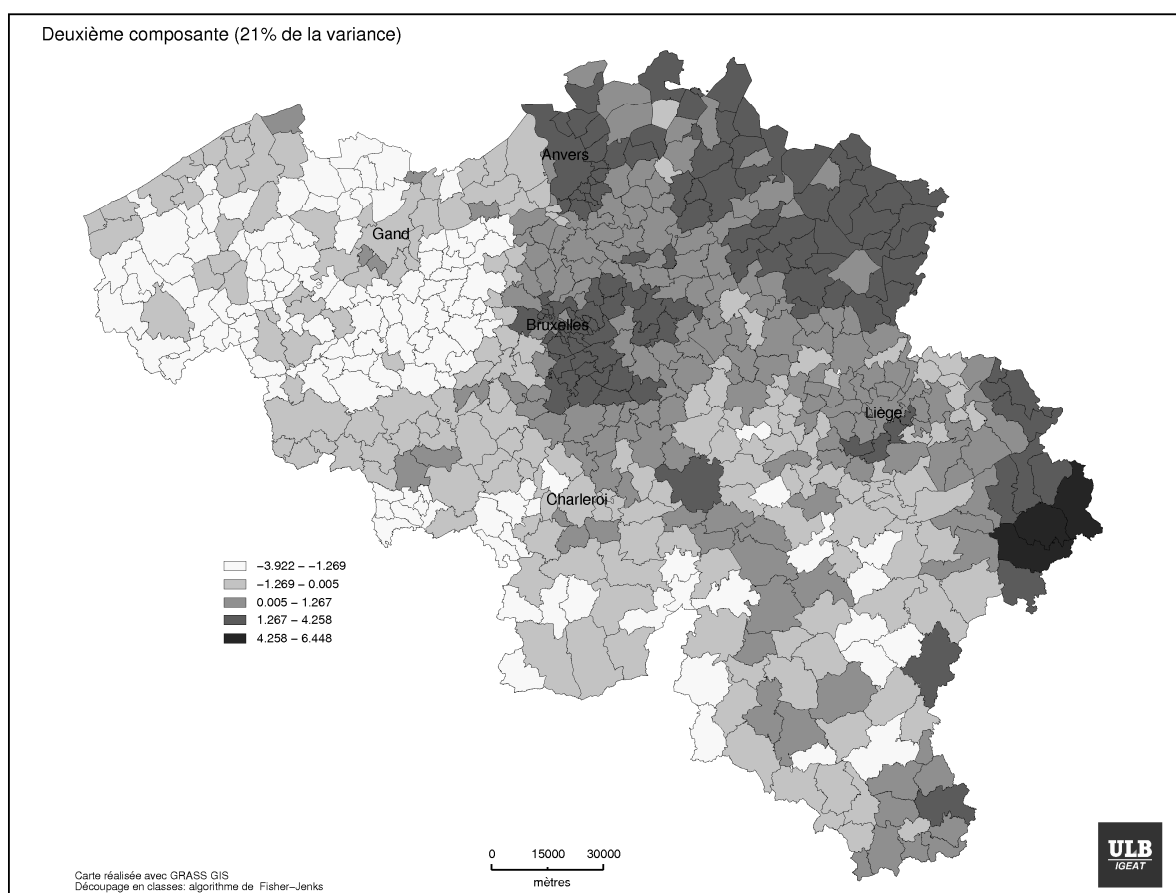 Deuxième composante (21% de la variance)
Anvers
Gand
Bruxelles
Liège
Charleroi
−3.922 − −1.269
−1.269 − 0.005
0.005 − 1.267
1.267 − 4.258
4.258 − 6.448
0 15000 30000
mètres
Carte réalisée avec GRASS GIS
Découpage en classes: algorithme de Fisher−Jenks
ULB
IGEAT